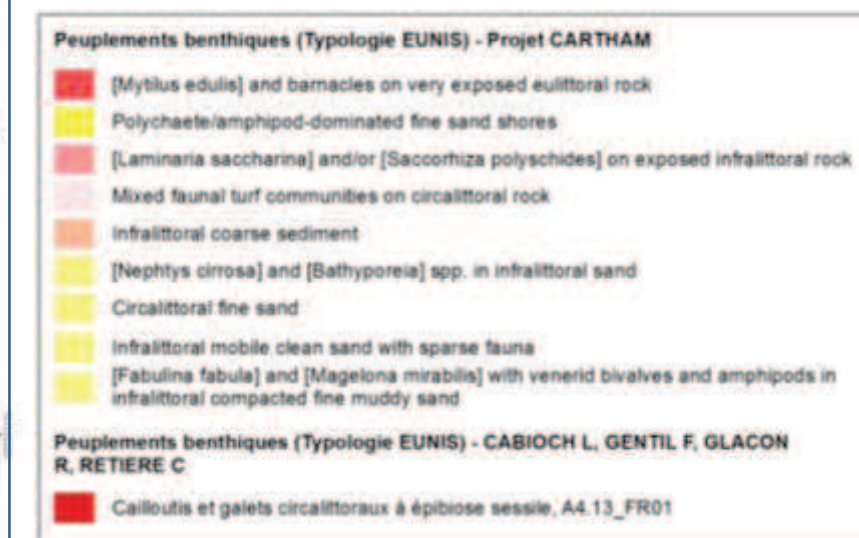 Peuplements benthiques (Typologie EUNIS) - Projet CARTHAM
[Mytilus edulis] and barnacles on very exposed eulittoral rock
Polychaete/amphipod-dominated fine sand shores
[Laminaria saccharina] and/or [Saccorhiza polyschides] on exposed infralittoral rock
Mixed faunal turf communities on circalittoral rock
Infralittoral coarse sediment
[Nephtys cirrosa] and [Bathyporeia] spp. in infralittoral sand
Circalittoral fine sand
Infralittoral mobile clean sand with sparse fauna
[Fabulina fabula] and [Magelona mirabilis] with venerid bivalves and amphipods in
infralittoral compacted fine muddy sand
Peuplements benthiques (Typologie EUNIS) - CABIOCH L, GENTIL F, GLACON
R, RETIERE C
Cailloutis et galets circalittoraux à épibiose sessile, A4.13_FR01